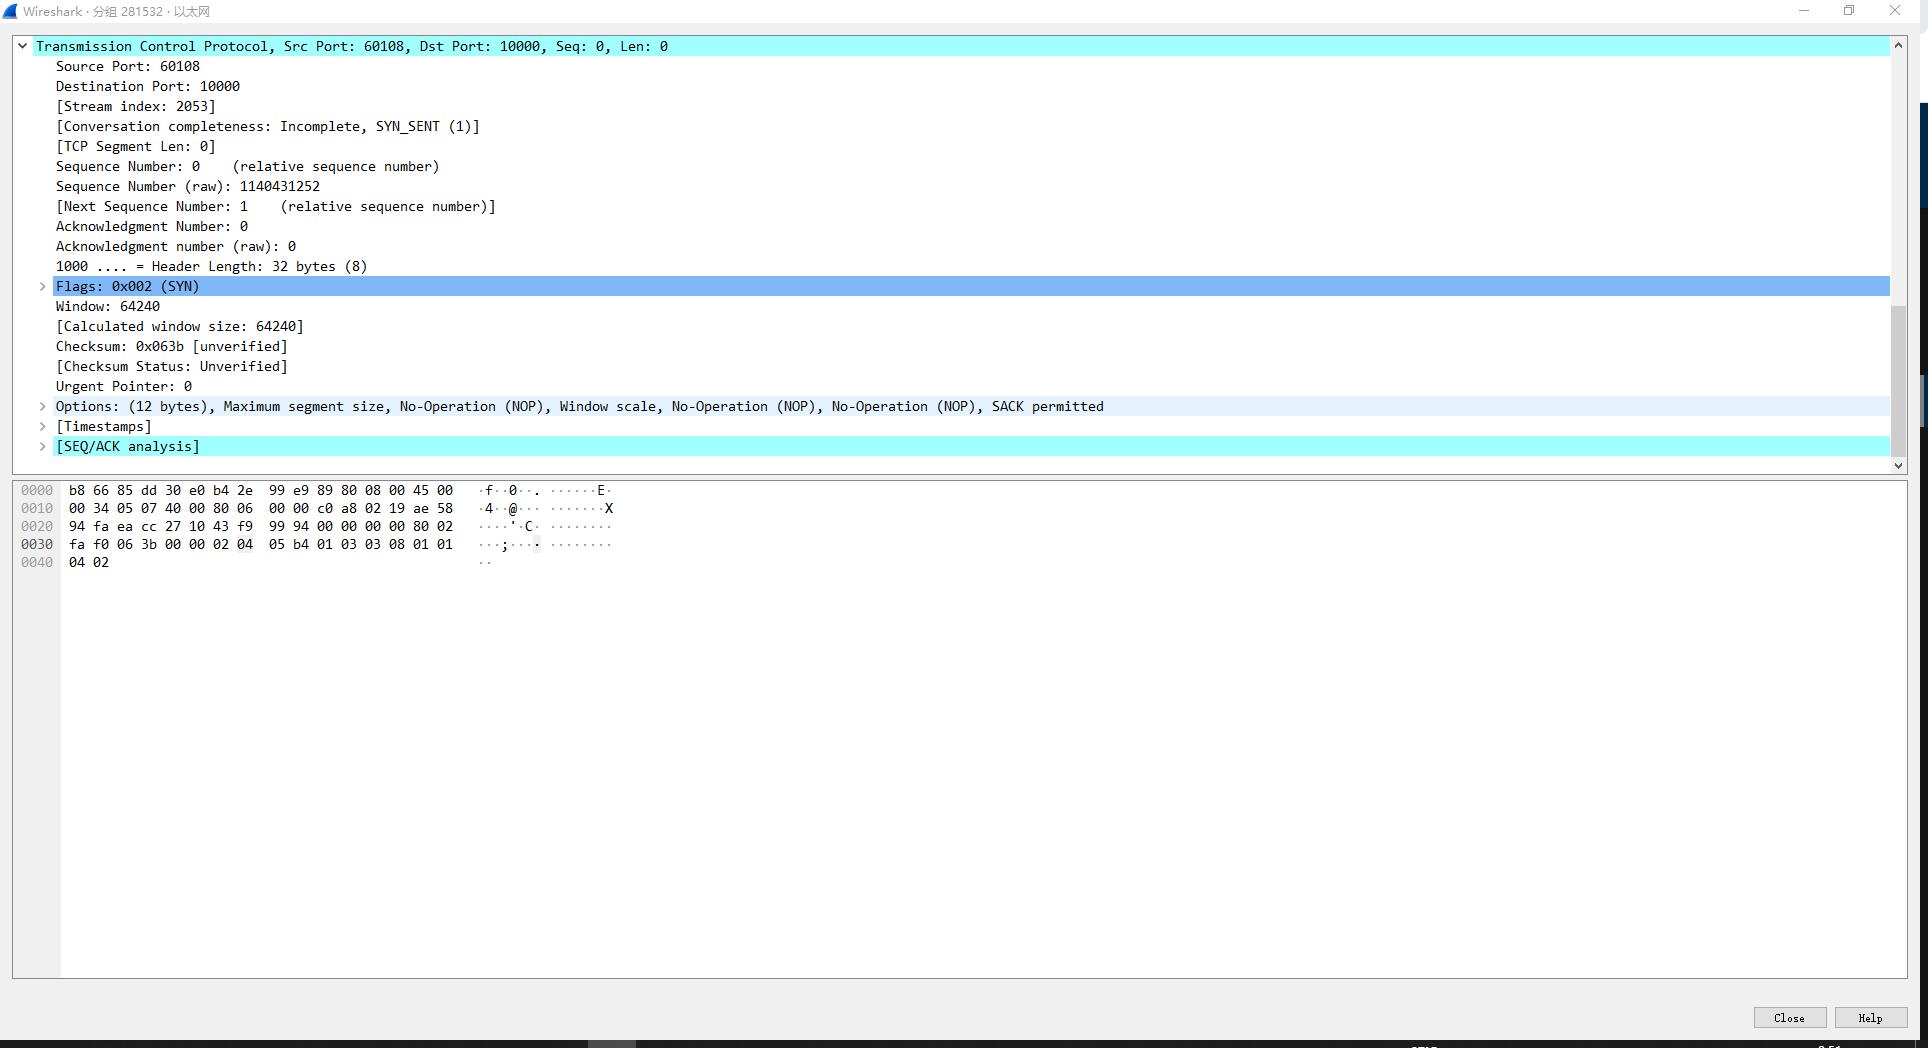 Wireshark · 分组 281532 · 以太网
Transmission Control Protocol, Src Port: 60108, Dst Port: 10000, Seq: 0, Len: 0
Source Port: 60108
Destination Port: 10000
[Stream index: 2053]
[Conversation completeness: Incomplete, SYN_SENT (1)]
[TCP Segment Len: 0]
Sequence Number: 0    (relative sequence number)
Sequence Number (raw): 1140431252
[Next Sequence Number: 1    (relative sequence number)]
Acknowledgment Number: 0
Acknowledgment number (raw): 0
1000 .... = Header Length: 32 bytes (8)
Flags: 0x002 (SYN)
Window: 64240
[Calculated window size: 64240]
Checksum: 0x063b [unverified]
[Checksum Status: Unverified]
Urgent Pointer: 0
Options: (12 bytes), Maximum segment size, No-Operation (NOP), Window scale, No-Operation (NOP), No-Operation (NOP), SACK permitted
[Timestamps]
[SEQ/ACK analysis]
0000 b8 66 85 dd 30 e0 b4 2e 99 e9 89 80 08 00 45 00 ·f··0··. ······E·
0010 00 34 05 07 40 00 80 06 00 00 c0 a8 02 19 ae 58 ·4··@··· ·······X
0020 94 fa ea cc 27 10 43 f9 99 94 00 00 00 00 80 02 ····'·C· ········
0030 fa f0 06 3b 00 00 02 04 05 b4 01 03 03 08 01 01 ···;···· ········
0040 04 02 ··
Close
Help